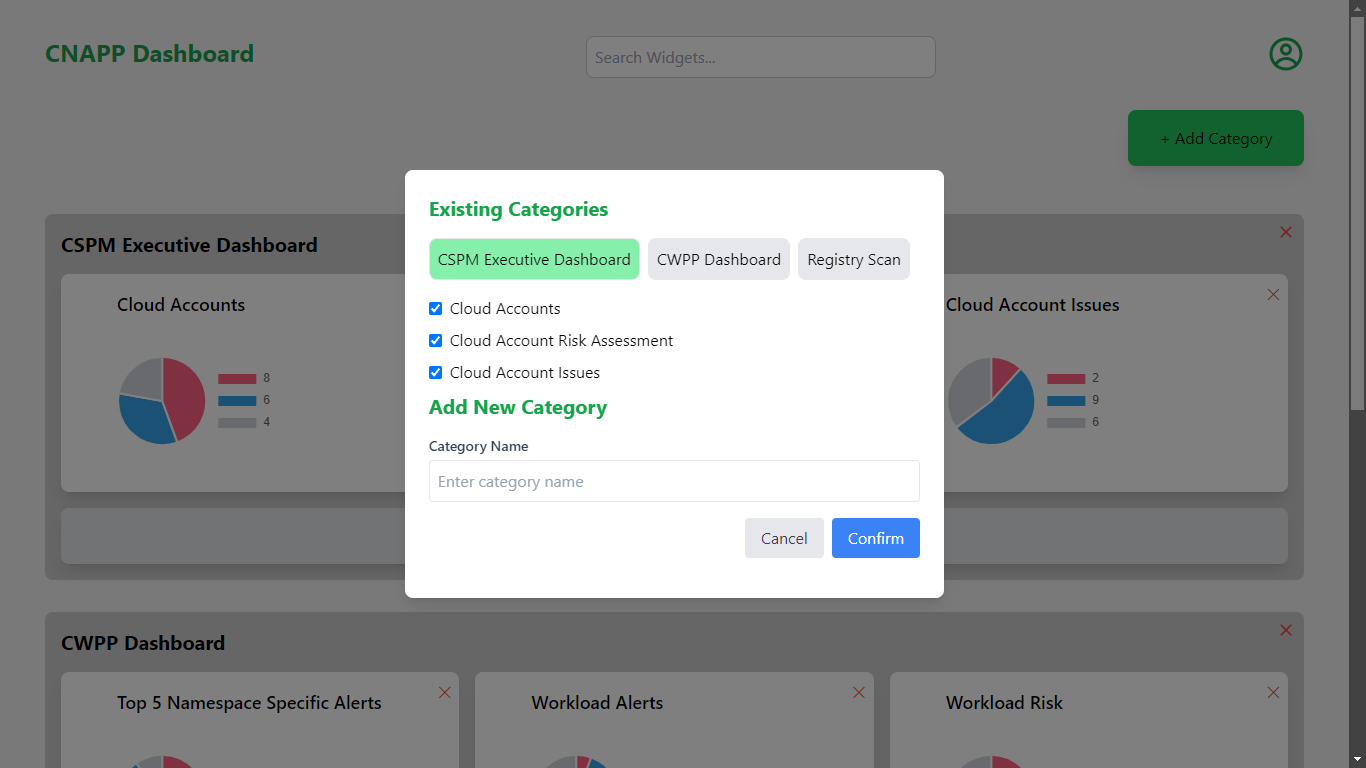 CNAPP Dashboard
Search Widgets...
+ Add Category
Existing Categories
CSPM Executive Dashboard CWPP Dashboard Registry Scan
Cloud Accounts
Cloud Account Risk Assessment
Cloud Account Issues
Add New Category
Category Name
Enter category name
Cancel Confirm
CSPM Executive Dashboard
Cloud Accounts
8
6
4
Cloud Account Issues
2
9
6
CWPP Dashboard
Top 5 Namespace Specific Alerts
Workload Alerts
Workload Risk